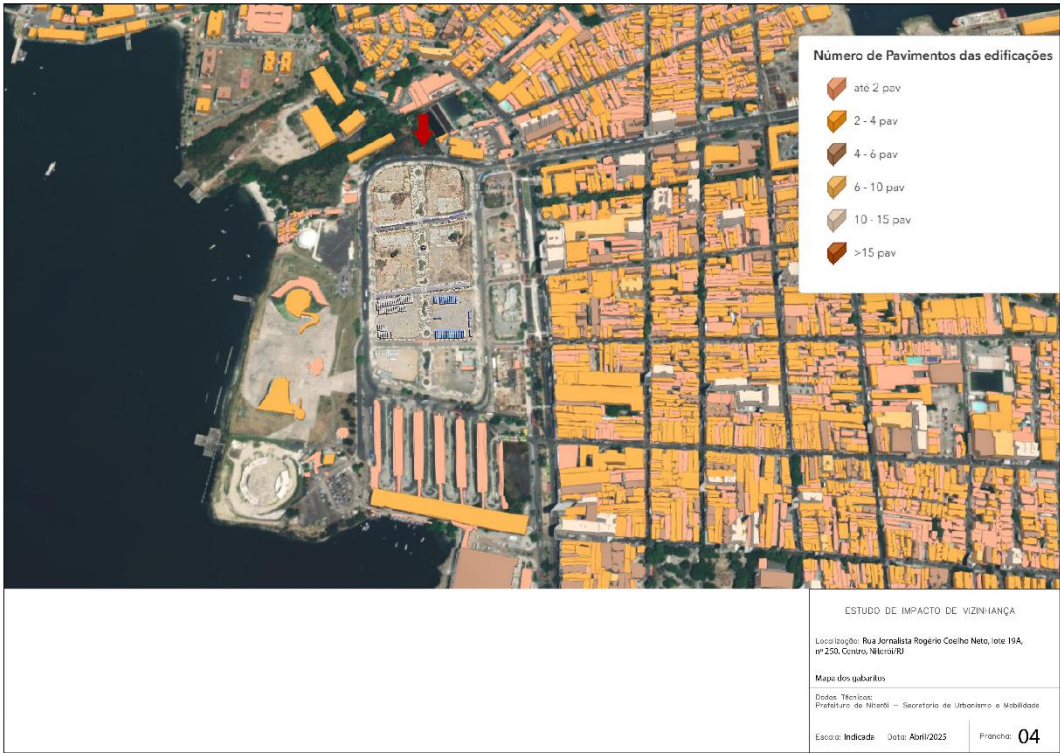 Número de Pavimentos das edificações
até 2 pav
2 - 4 pav
4 - 6 pav
6 - 10 pav
10 - 15 pav
>15 pav
ESTUDO DE IMPACTO DE VIZINHANÇA
Localização: Rua Jornalista Rogério Coelho Neto, lote 19A,
nº 250, Centro, Niterói/RJ
Mapa dos gabaritos
Dados Técnicos:
Prefeitura de Niterói – Secretaria de Urbanismo e Mobilidade
Escala: Indicada Data: Abril/2025 Prancha: 04